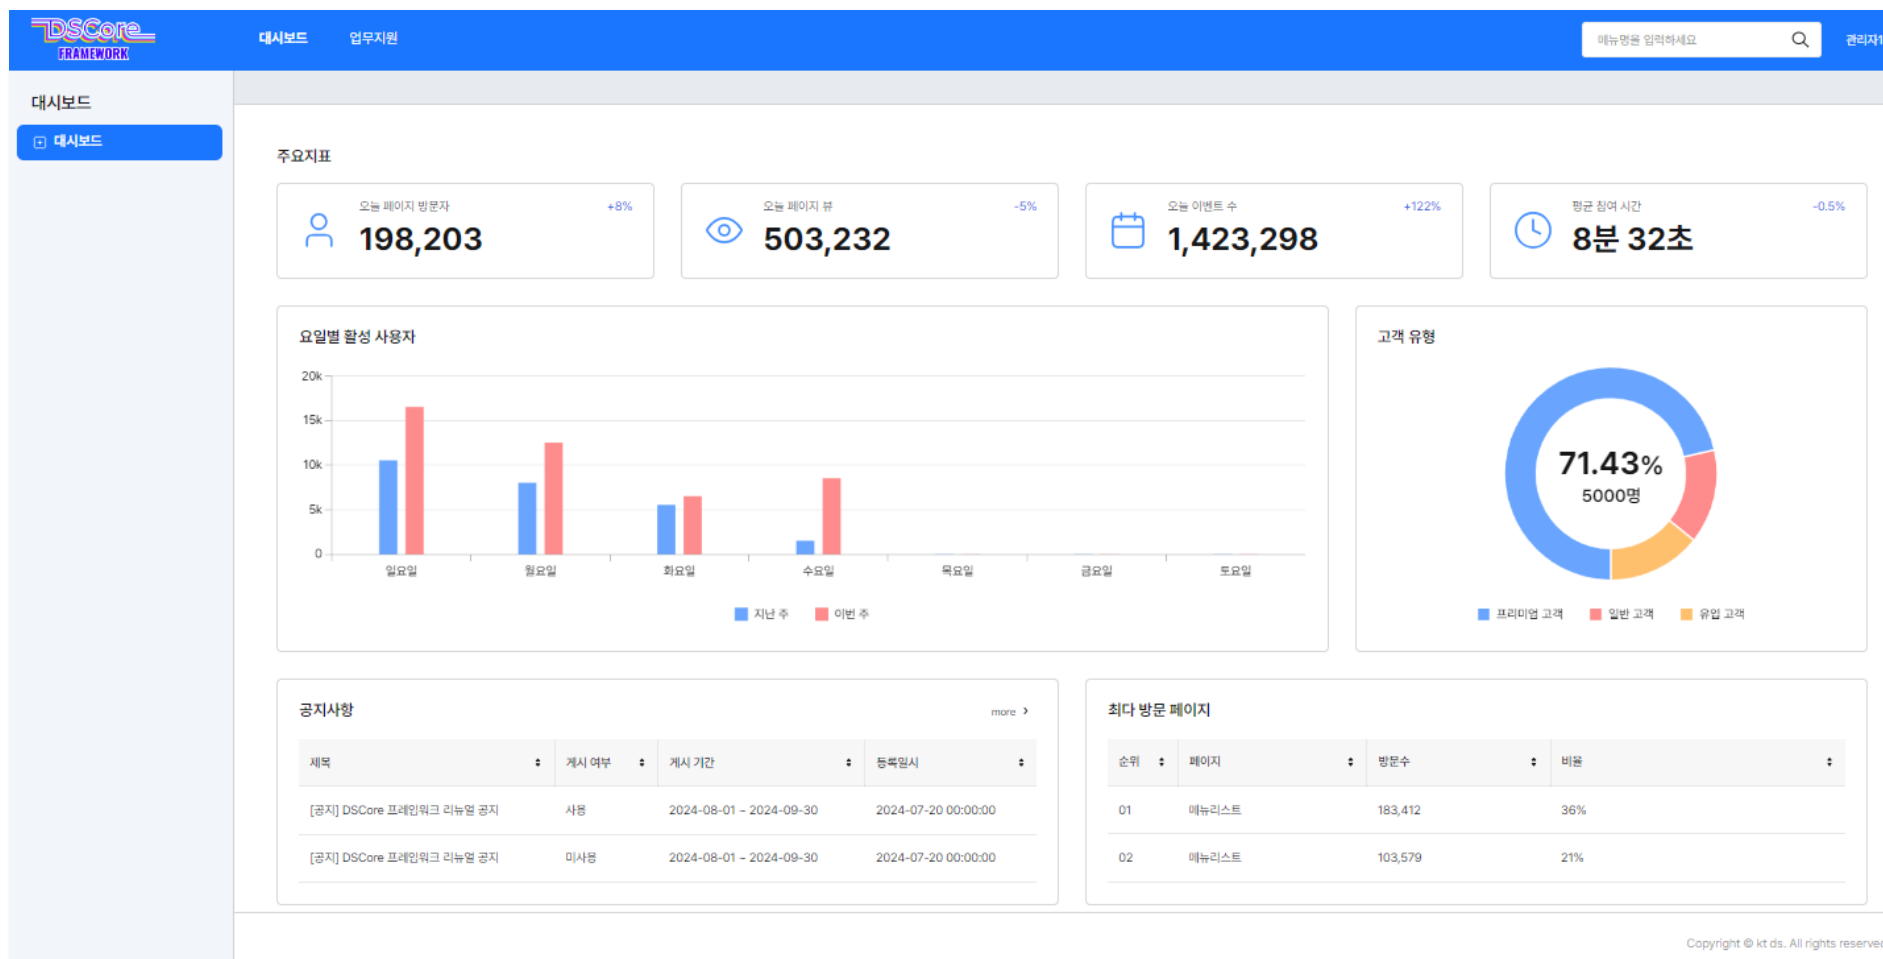 DSCore
FRAMEWORK
대시보드 업무지원
메뉴명을 입력하세요
관리자1
대시보드
대시보드
주요지표
오늘 페이지 방문자 +8%
198,203
오늘 페이지 뷰 -5%
503,232
오늘 이벤트 수 +122%
1,423,298
평균 참여 시간 -0.5%
8분 32초
요일별 활성 사용자
20k
15k
10k
5k
0
일요일 월요일 화요일 수요일 목요일 금요일 토요일
지난 주 이번 주
고객 유형
71.43%
5000명
프리미엄 고객 일반 고객 유입 고객
공지사항 more
제목 게시 여부 게시 기간 등록일시
[공지] DSCore 프레임워크 리뉴얼 공지 사용 2024-08-01 ~ 2024-09-30 2024-07-20 00:00:00
[공지] DSCore 프레임워크 리뉴얼 공지 미사용 2024-08-01 ~ 2024-09-30 2024-07-20 00:00:00
최다 방문 페이지
순위 페이지 방문수 비율
01 메뉴리스트 183,412 36%
02 메뉴리스트 103,579 21%
Copyright © kt ds. All rights reserved